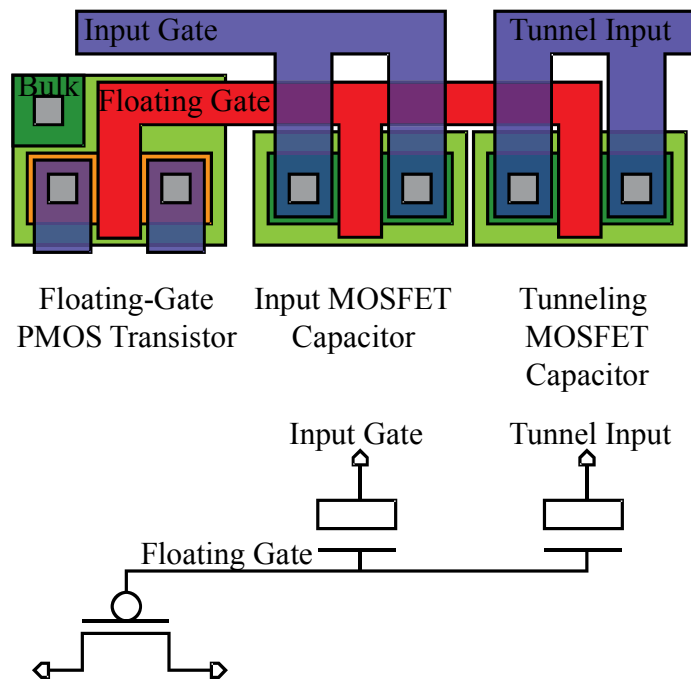 Input Gate
Tunnel Input
Bulk
Floating Gate
Floating-Gate
PMOS Transistor
Input MOSFET
Capacitor
Tunneling
MOSFET
Capacitor
Input Gate
Tunnel Input
Floating Gate